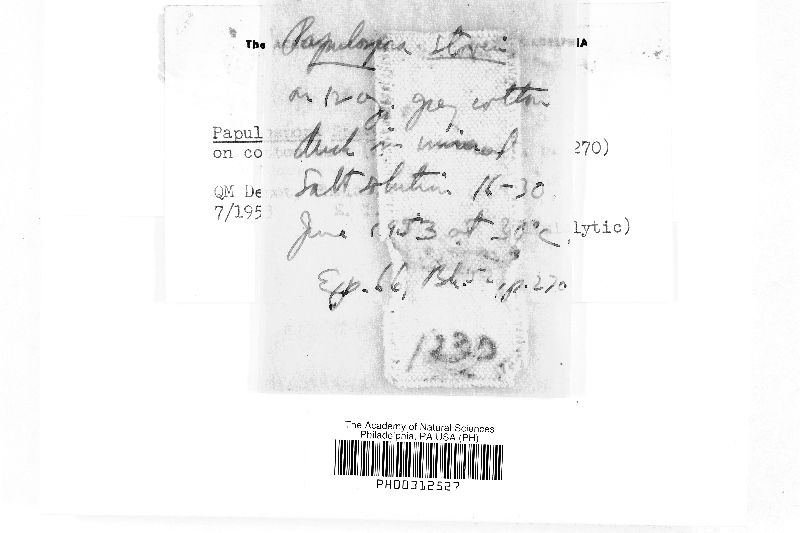 The IA
Papulospora
on 12 oz. grey cotton
Papul duck in mineral 270)
on co
Salt solution 16-30
QM De
7/1953
June 1953 at 30°C lytic)
Exp. 66, Bk. 5, p. 270
1230
The Academy of Natural Sciences
Philadelphia, PA USA (PH)
PH00312527